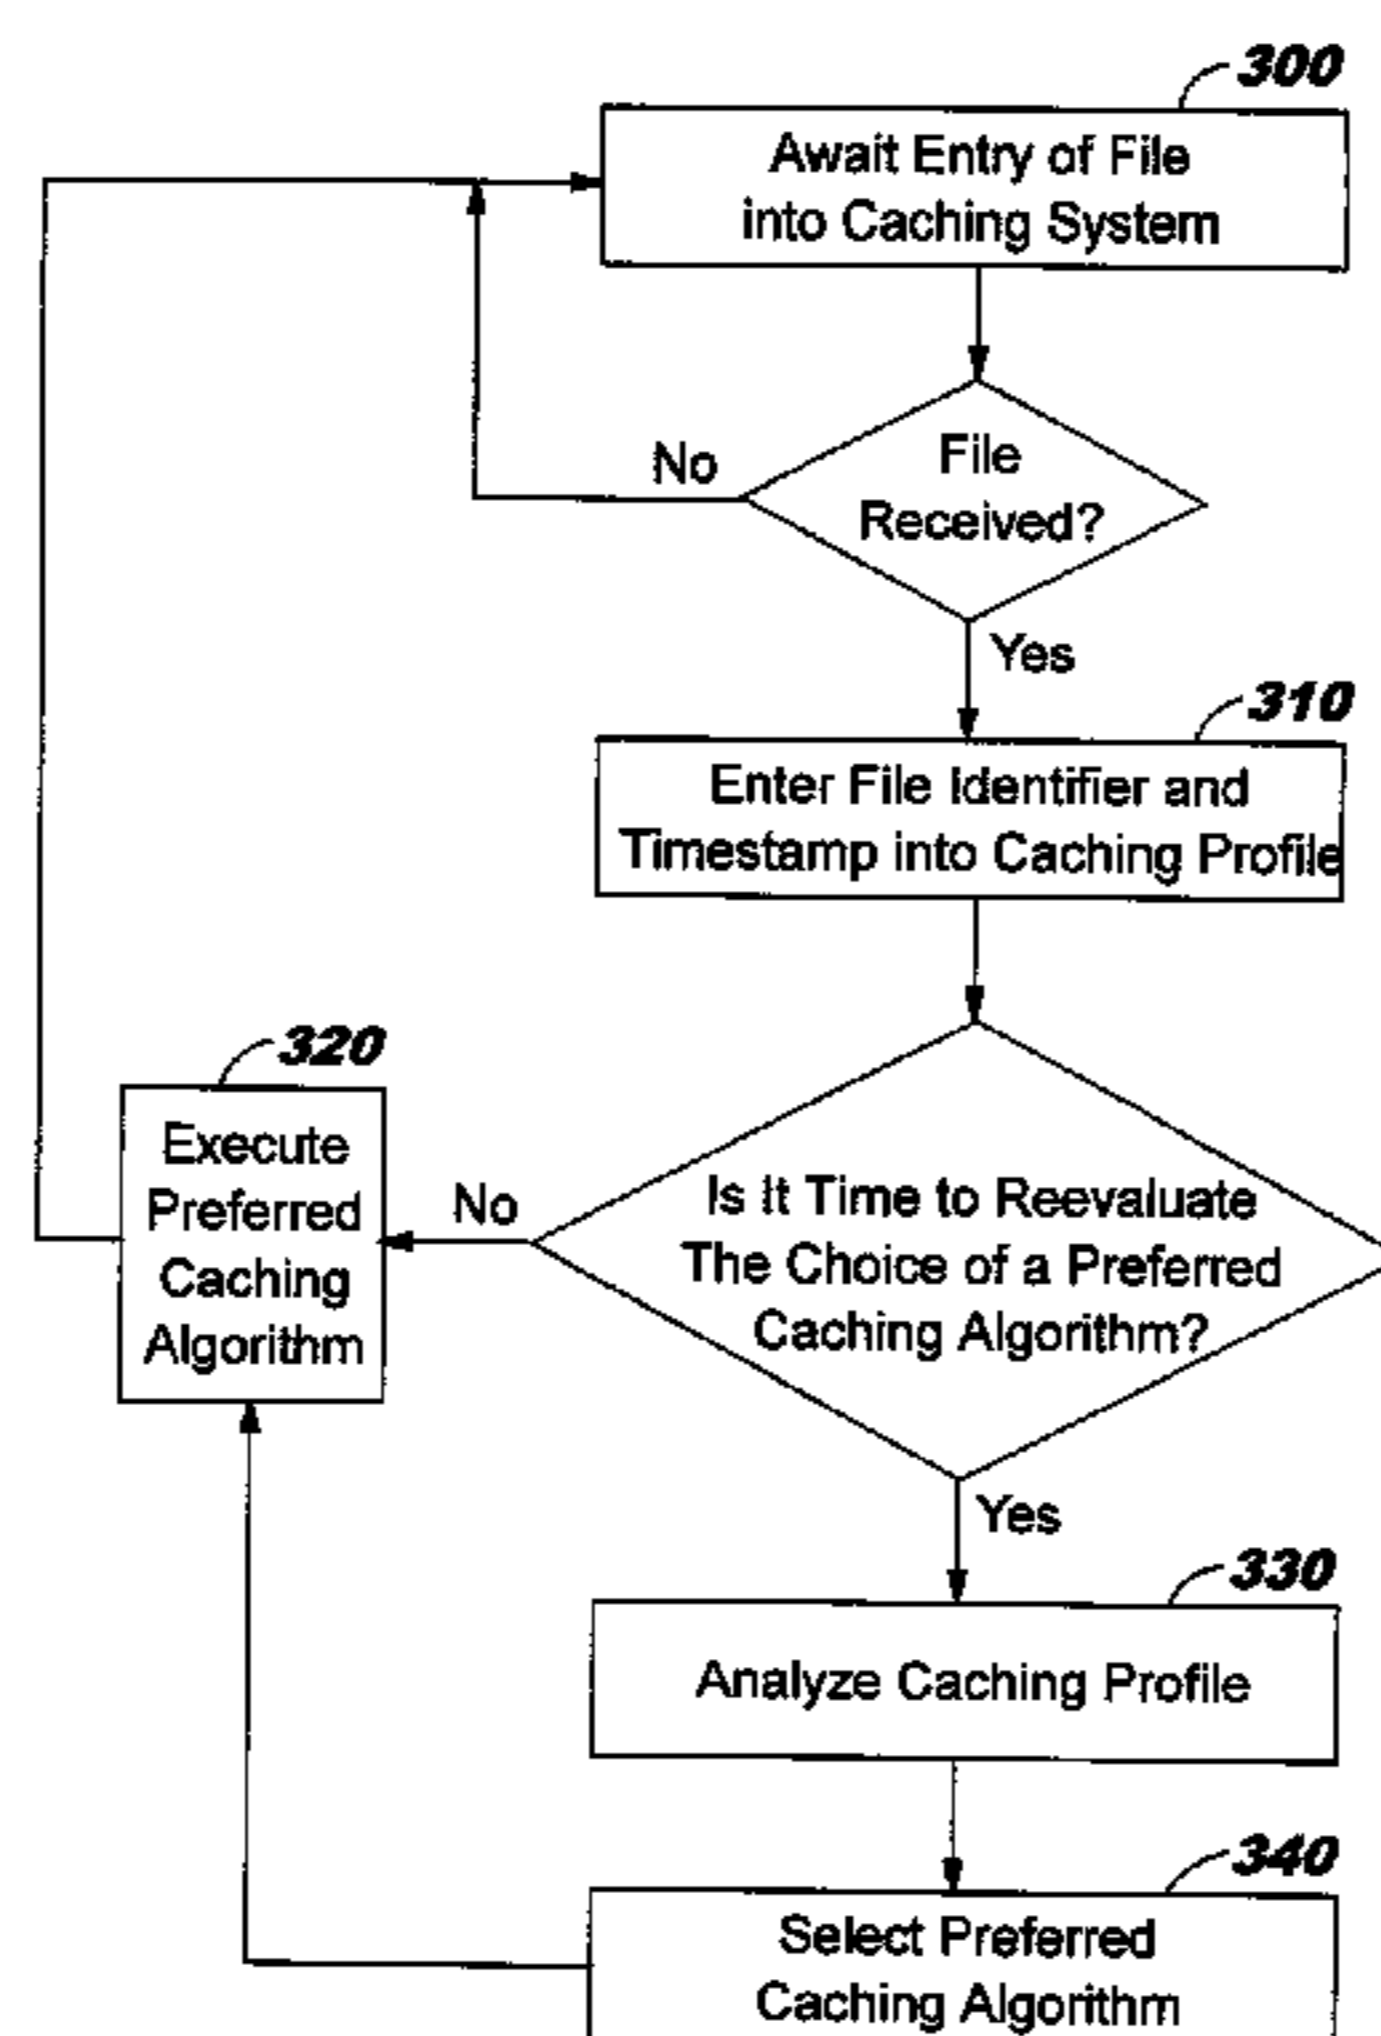 300
Await Entry of File
into Caching System
File
Received?
No
Yes
310
Enter File Identifier and
Timestamp into Caching Profile
Is It Time to Reevaluate
The Choice of a Preferred
Caching Algorithm?
No
320
Execute
Preferred
Caching
Algorithm
Yes
330
Analyze Caching Profile
340
Select Preferred
Caching Algorithm